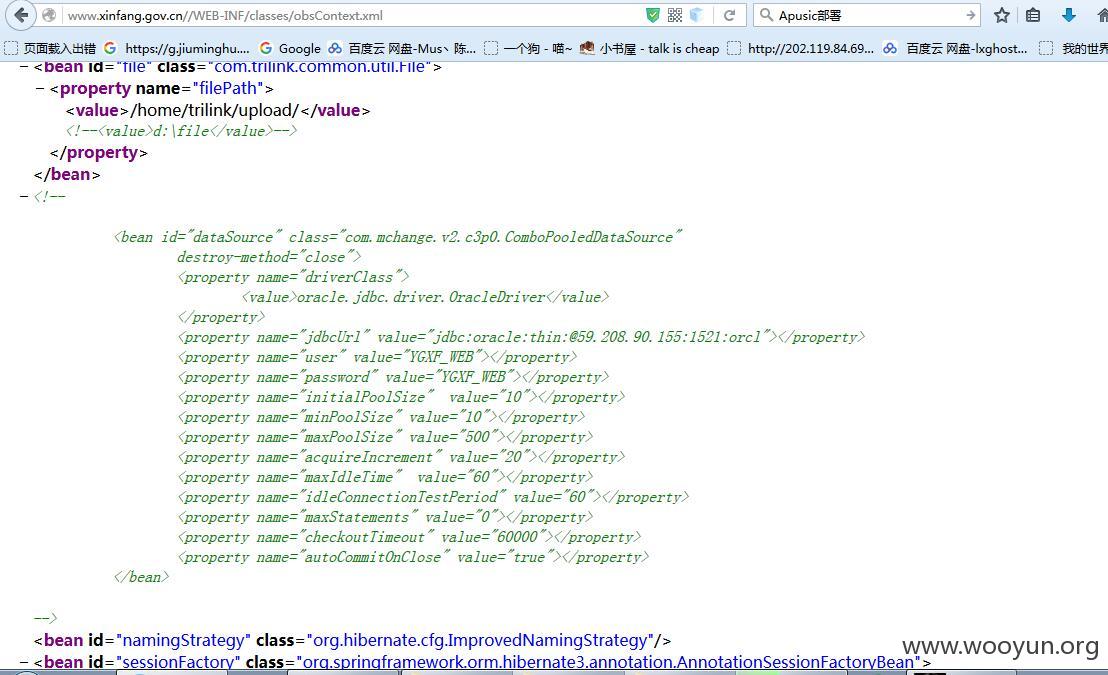 www.xinfang.gov.cn//WEB-INF/classes/obsContext.xml
Apusic部署
页面载入出错 https://g.jiuminghu.... Google 百度云 网盘-Mus丶陈... 一个狗 - 喵~ 小书屋 - talk is cheap http://202.119.84.69... 百度云 网盘-lxghost... 我的世界
− <bean id="file" class="com.trilink.common.util.File">
− <property name="filePath">
<value>/home/trilink/upload/</value>
<!--<value>d:\file</value>-->
</property>
</bean>
− <!--
<bean id="dataSource" class="com.mchange.v2.c3p0.ComboPooledDataSource"
destroy-method="close">
<property name="driverClass">
<value>oracle.jdbc.driver.OracleDriver</value>
</property>
<property name="jdbcUrl" value="jdbc:oracle:thin:@59.208.90.155:1521:orcl"></property>
<property name="user" value="YGXF_WEB"></property>
<property name="password" value="YGXF_WEB"></property>
<property name="initialPoolSize"  value="10"></property>
<property name="minPoolSize" value="10"></property>
<property name="maxPoolSize" value="500"></property>
<property name="acquireIncrement" value="20"></property>
<property name="maxIdleTime"  value="60"></property>
<property name="idleConnectionTestPeriod" value="60"></property>
<property name="maxStatements" value="0"></property>
<property name="checkoutTimeout" value="60000"></property>
<property name="autoCommitOnClose" value="true"></property>
</bean>
-->
<bean id="namingStrategy" class="org.hibernate.cfg.ImprovedNamingStrategy"/>
− <bean id="sessionFactory" class="org.springframework.orm.hibernate3.annotation.AnnotationSessionFactoryBean">
www.wooyun.org